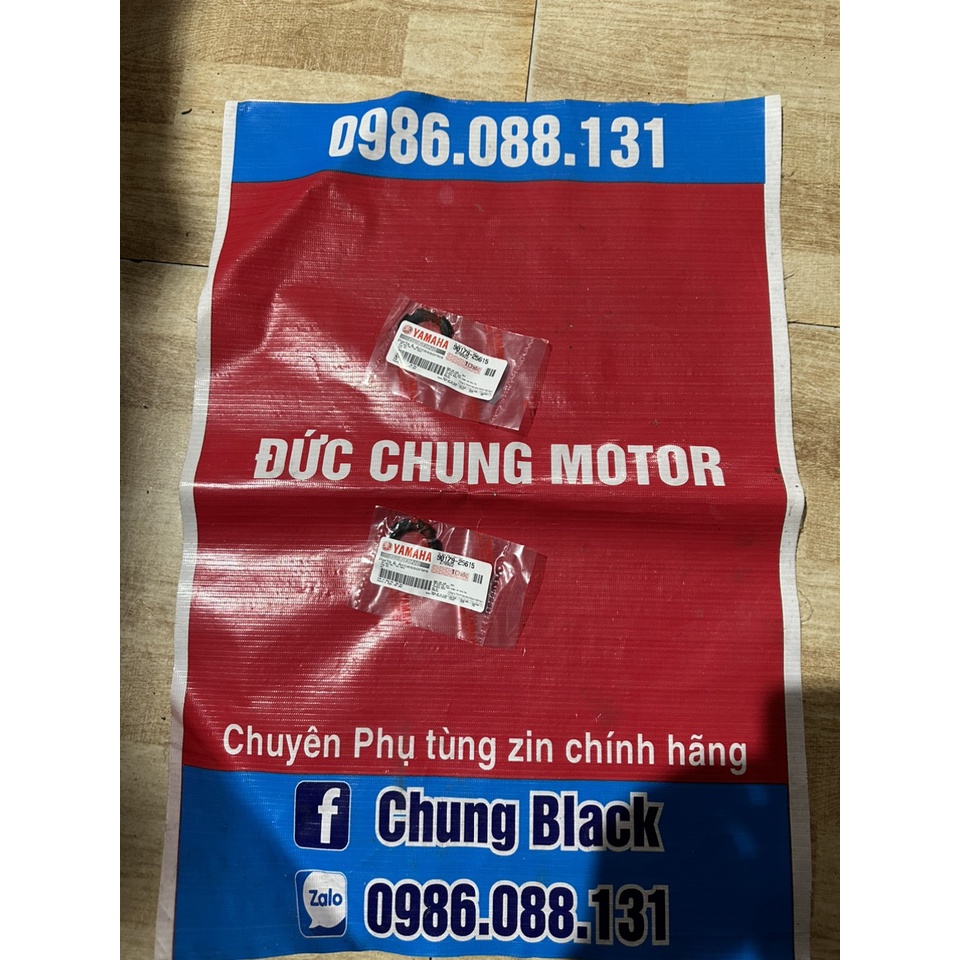 0986.088.131
YAMAHA
90179-25615
ĐỨC CHUNG MOTOR
YAMAHA
90179-25615
Chuyên Phụ tùng zin chính hãng
f Chung Black
Zalo 0986.088.131